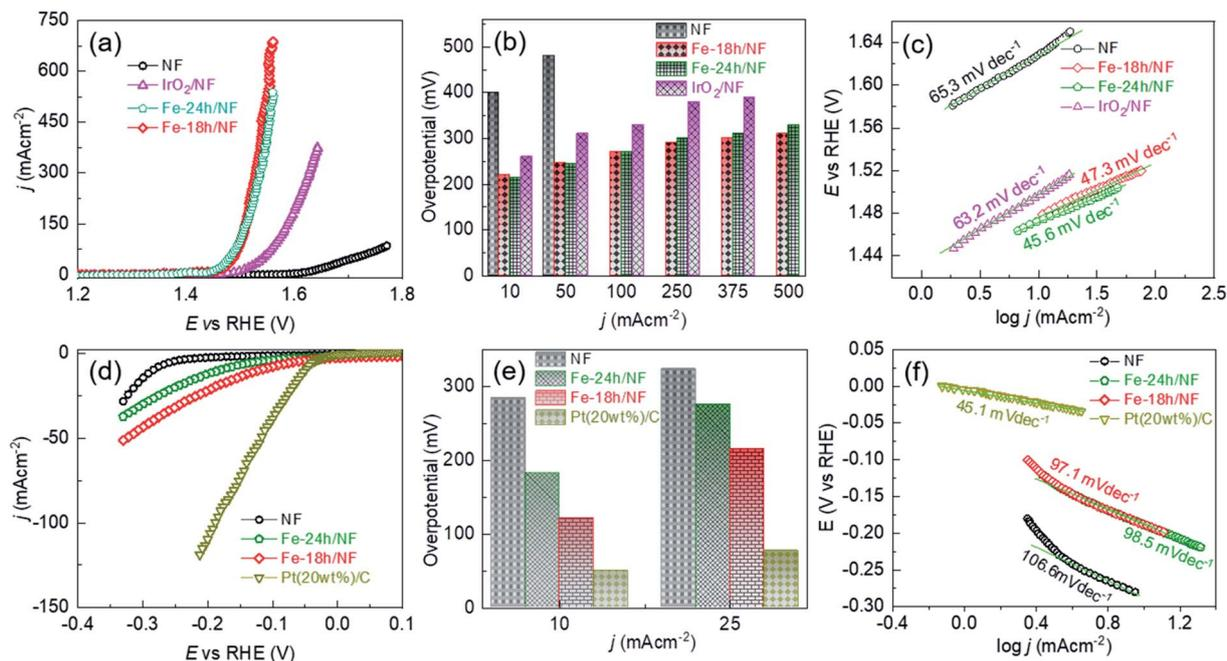 (a)
NF
IrO₂/NF
Fe-24h/NF
Fe-18h/NF
j (mAcm⁻²)
750
600
450
300
150
0
1.2 1.4 1.6 1.8
E vs RHE (V)
(b)
NF
Fe-18h/NF
Fe-24h/NF
IrO₂/NF
Overpotential (mV)
500
400
300
200
100
0
10 50 100 250 375 500
j (mAcm⁻²)
(c)
NF
Fe-18h/NF
Fe-24h/NF
IrO₂/NF
65.3 mV dec⁻¹
47.3 mV dec⁻¹
63.2 mV dec⁻¹
45.6 mV dec⁻¹
E vs RHE (V)
1.64
1.60
1.56
1.52
1.48
1.44
0.0 0.5 1.0 1.5 2.0 2.5
log j (mAcm⁻²)
(d)
NF
Fe-24h/NF
Fe-18h/NF
Pt(20wt%)/C
j (mAcm⁻²)
0
-50
-100
-150
-0.4 -0.3 -0.2 -0.1 0.0 0.1
E vs RHE (V)
(e)
NF
Fe-24h/NF
Fe-18h/NF
Pt(20wt%)/C
Overpotential (mV)
300
200
100
0
10 25
j (mAcm⁻²)
(f)
NF
Fe-24h/NF
Fe-18h/NF
Pt(20wt%)/C
45.1 mVdec⁻¹
97.1 mVdec⁻¹
98.5 mVdec⁻¹
106.6mVdec⁻¹
E (V vs RHE)
0.05
0.00
-0.05
-0.10
-0.15
-0.20
-0.25
-0.30
-0.4 0.0 0.4 0.8 1.2
log j (mAcm⁻²)